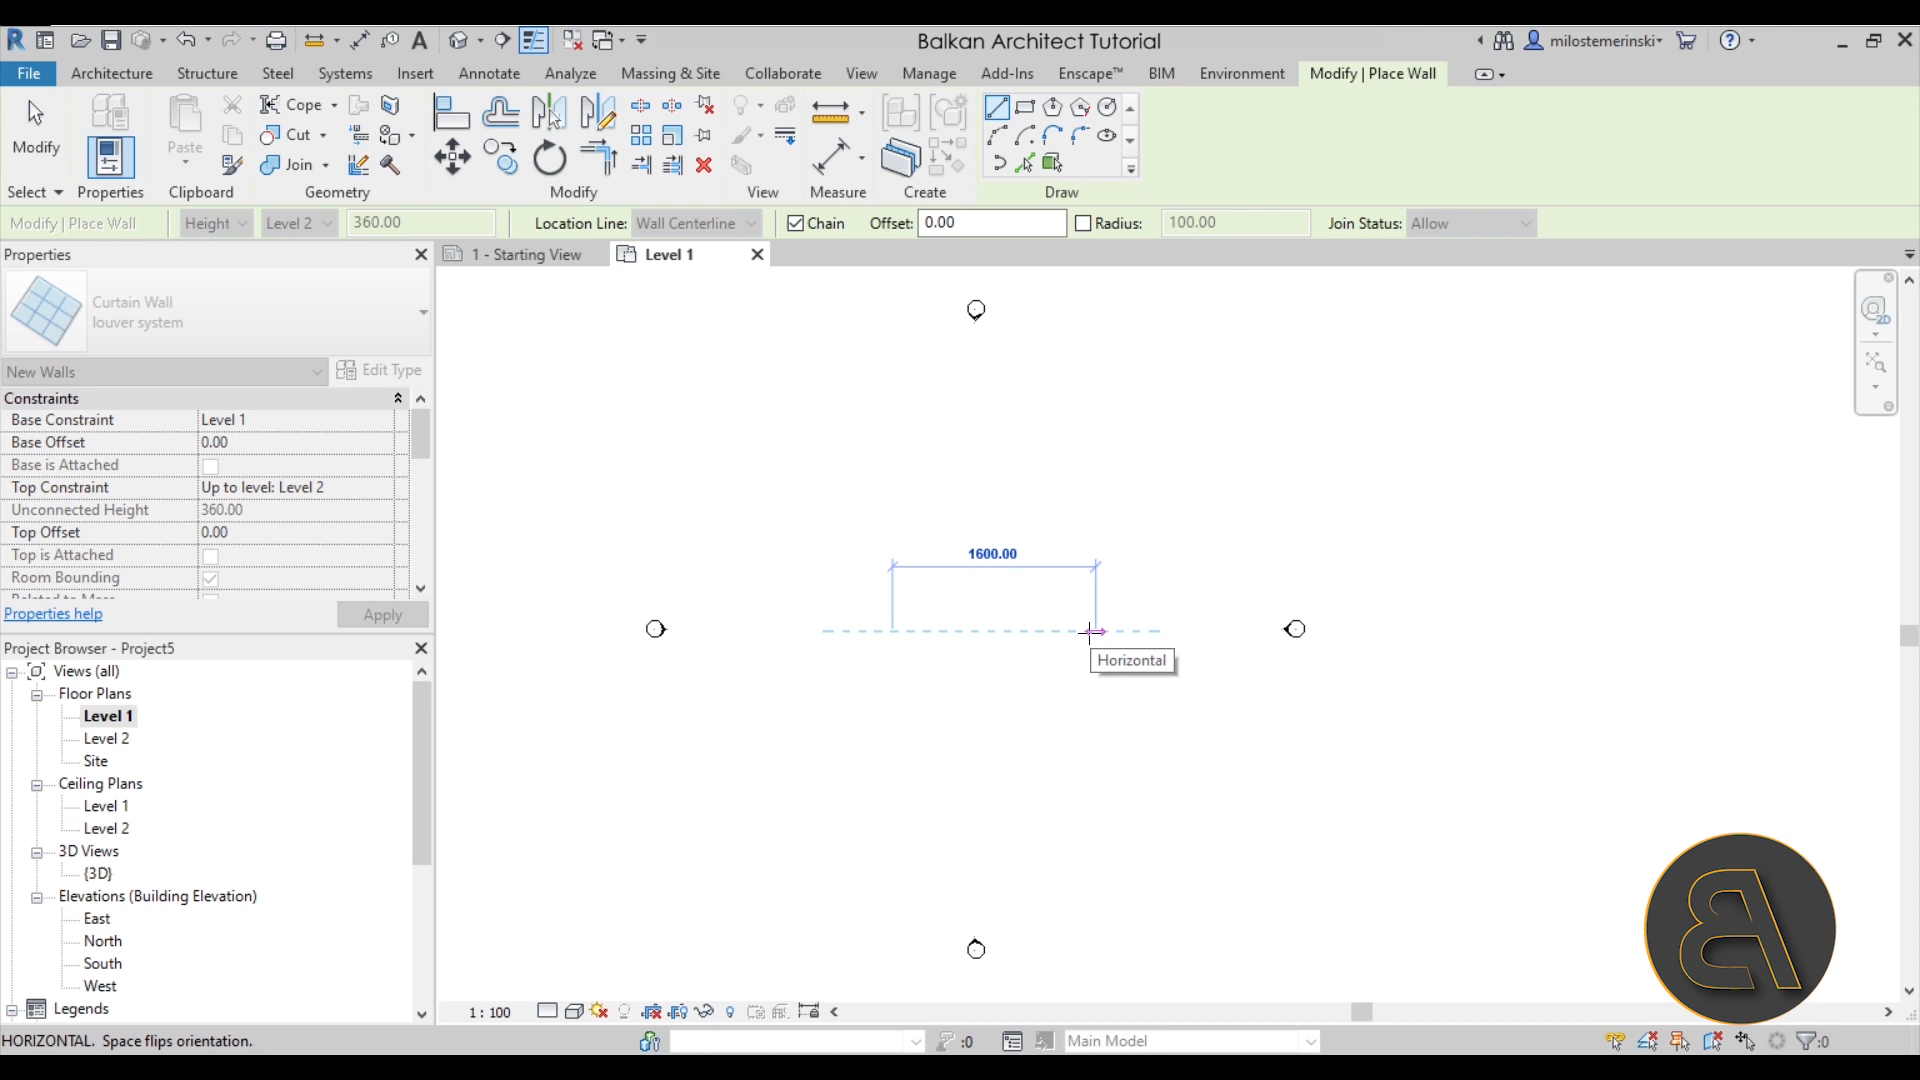 Balkan Architect Tutorial
milostemerinski
File Architecture Structure Steel Systems Insert Annotate Analyze Massing & Site Collaborate View Manage Add-Ins Enscape™ BIM Environment Modify | Place Wall
Cope
Modify Paste Cut
Join
Select Properties Clipboard Geometry Modify View Measure Create Draw
Modify | Place Wall Height Level 2 360.00 Location Line: Wall Centerline Chain Offset: 0.00 Radius: 100.00 Join Status: Allow
Properties
1 - Starting View Level 1
Curtain Wall
louver system
2D
New Walls Edit Type
Constraints
Base Constraint Level 1
Base Offset 0.00
Base is Attached
Top Constraint Up to level: Level 2
Unconnected Height 360.00
Top Offset 0.00
Top is Attached
Room Bounding
Related to Mass
Properties help Apply
1600.00
Horizontal
Project Browser - Project5
Views (all)
Floor Plans
Level 1
Level 2
Site
Ceiling Plans
Level 1
Level 2
3D Views
{3D}
Elevations (Building Elevation)
East
North
South
West
Legends
1 : 100
HORIZONTAL. Space flips orientation.
:0
Main Model
:0